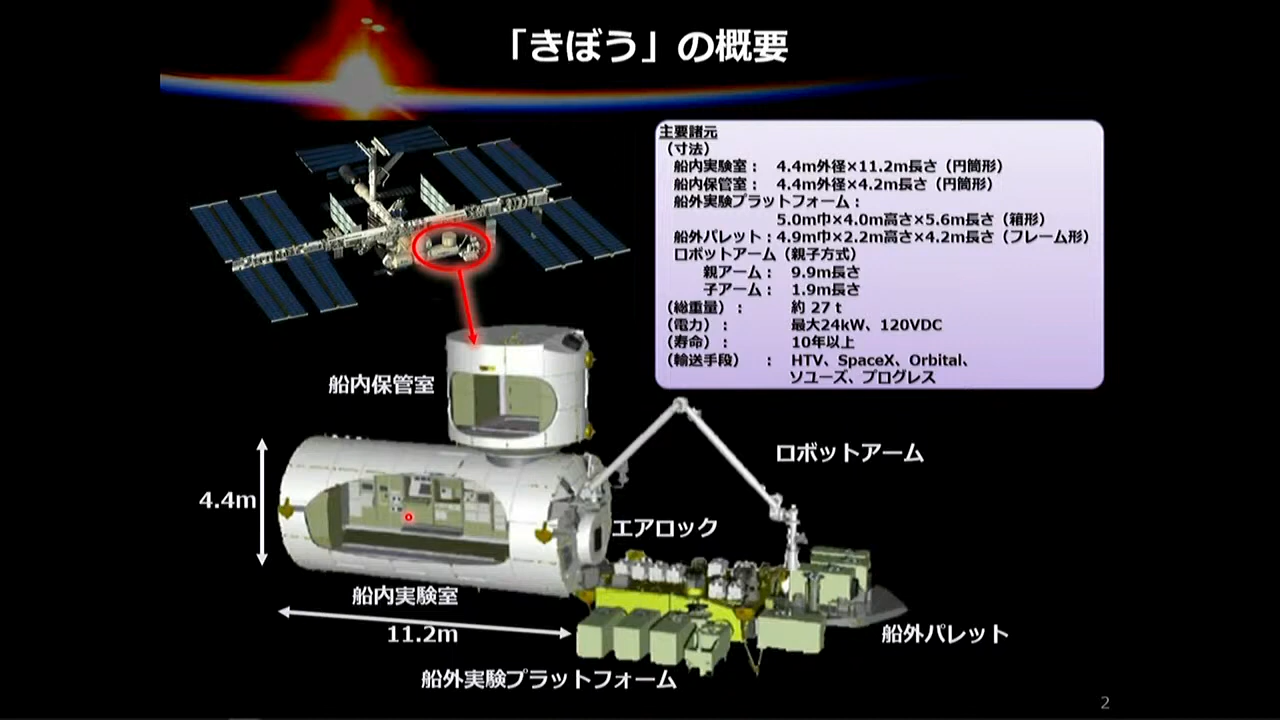 「きぼう」の概要
主要諸元
（寸法）
船内実験室： 4.4m外径×11.2m長さ（円筒形）
船内保管室： 4.4m外径×4.2m長さ（円筒形）
船外実験プラットフォーム：
5.0m巾×4.0m高さ×5.6m長さ（箱形）
船外パレット：4.9m巾×2.2m高さ×4.2m長さ（フレーム形）
ロボットアーム（親子方式）
親アーム： 9.9m長さ
子アーム： 1.9m長さ
（総重量）： 約 27 t
（電力）： 最大24kW、120VDC
（寿命）： 10年以上
（輸送手段） ： HTV、SpaceX、Orbital、
ソユーズ、プログレス
船内保管室
ロボットアーム
4.4m
エアロック
船内実験室
11.2m
船外パレット
船外実験プラットフォーム
2